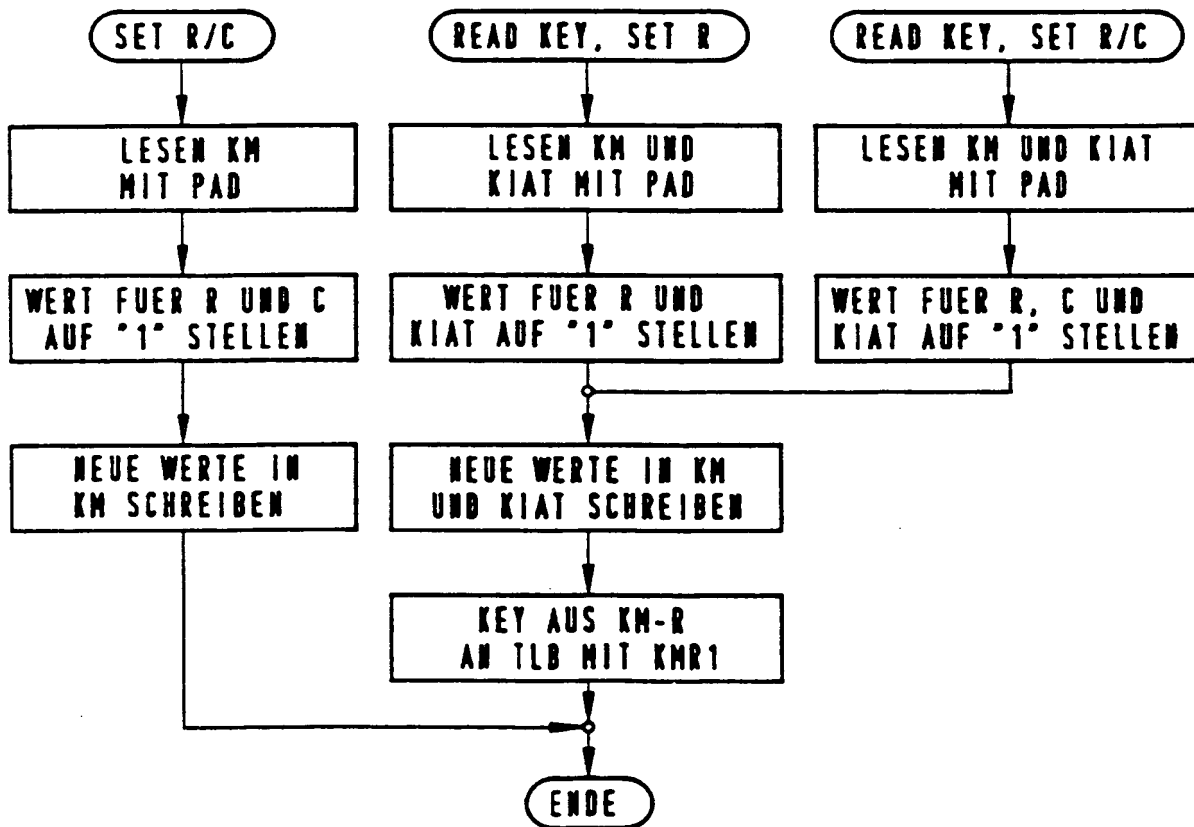 SET R/C
READ KEY, SET R
READ KEY, SET R/C
LESEN KM
MIT PAD
LESEN KM UND
KIAT MIT PAD
LESEN KM UND KIAT
MIT PAD
WERT FUER R UND C
AUF "1" STELLEN
WERT FUER R UND
KIAT AUF "1" STELLEN
WERT FUER R, C UND
KIAT AUF "1" STELLEN
NEUE WERTE IN
KM SCHREIBEN
NEUE WERTE IN KM
UND KIAT SCHREIBEN
KEY AUS KM-R
AN TLB MIT KMR1
ENDE